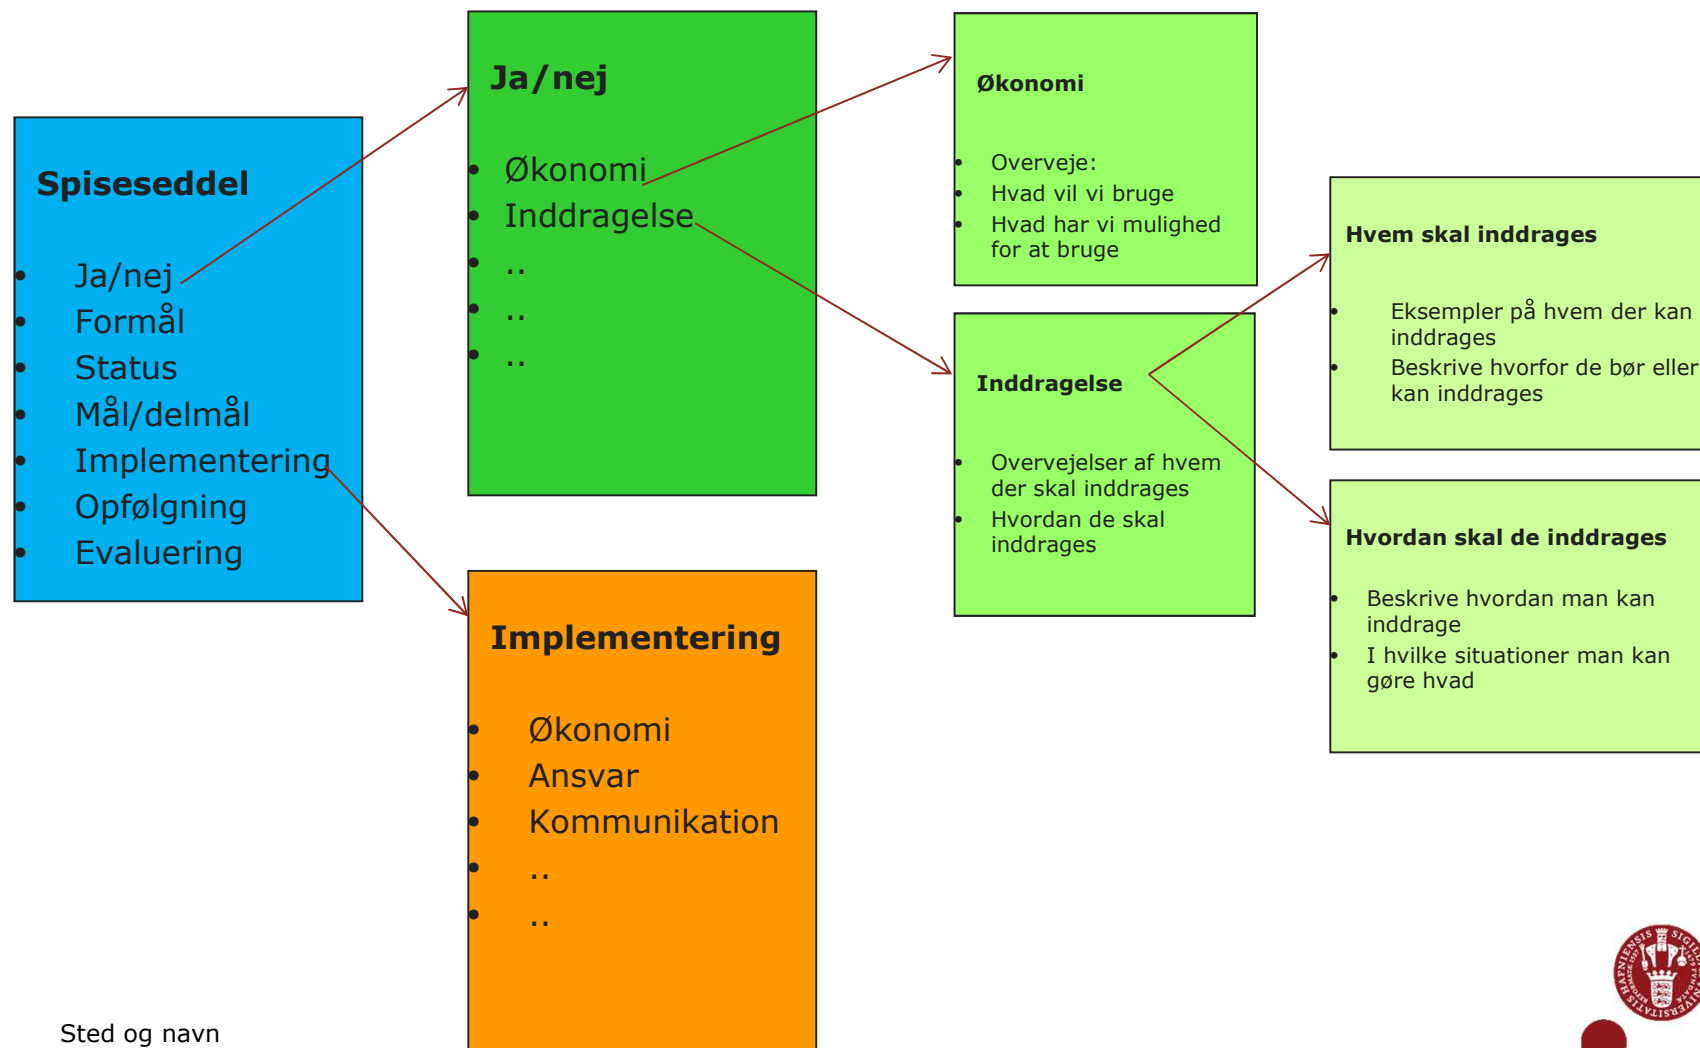 Spiseseddel
• Ja/nej
• Formål
• Status
• Mål/delmål
• Implementering
• Opfølgning
• Evaluering
Ja/nej
• Økonomi
• Inddragelse
• ..
• ..
• ..
Implementering
• Økonomi
• Ansvar
• Kommunikation
• ..
• ..
Økonomi
• Overveje:
• Hvad vil vi bruge
• Hvad har vi mulighed
for at bruge
Inddragelse
• Overvejelser af hvem
der skal inddrages
• Hvordan de skal
inddrages
Hvem skal inddrages
• Eksempler på hvem der kan
inddrages
• Beskrive hvorfor de bør eller
kan inddrages
Hvordan skal de inddrages
• Beskrive hvordan man kan
inddrage
• I hvilke situationer man kan
gøre hvad
Sted og navn